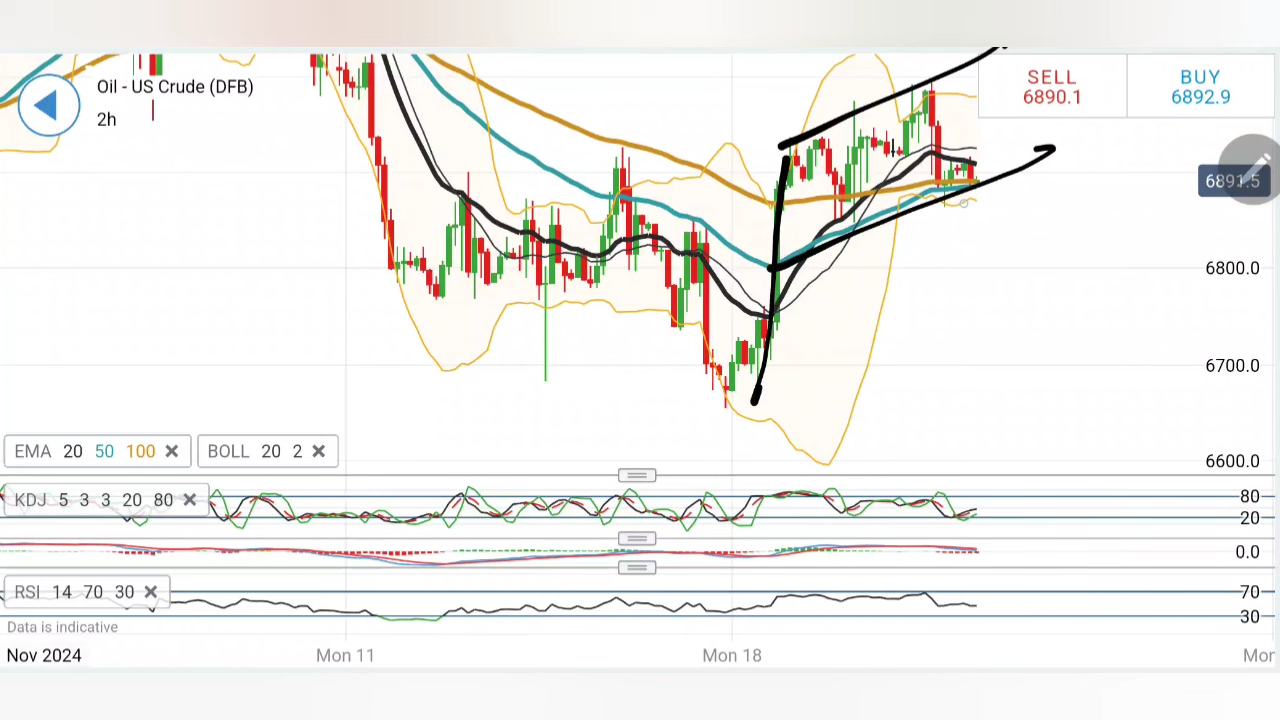 Oil - US Crude (DFB)
2h
SELL
6890.1
BUY
6892.9
6891.5
6800.0
6700.0
6600.0
EMA 20 50 100
BOLL 20 2
KDJ 5 3 3 20 80
80
20
0.0
RSI 14 70 30
70
30
Data is indicative
Nov 2024 Mon 11 Mon 18 Mor